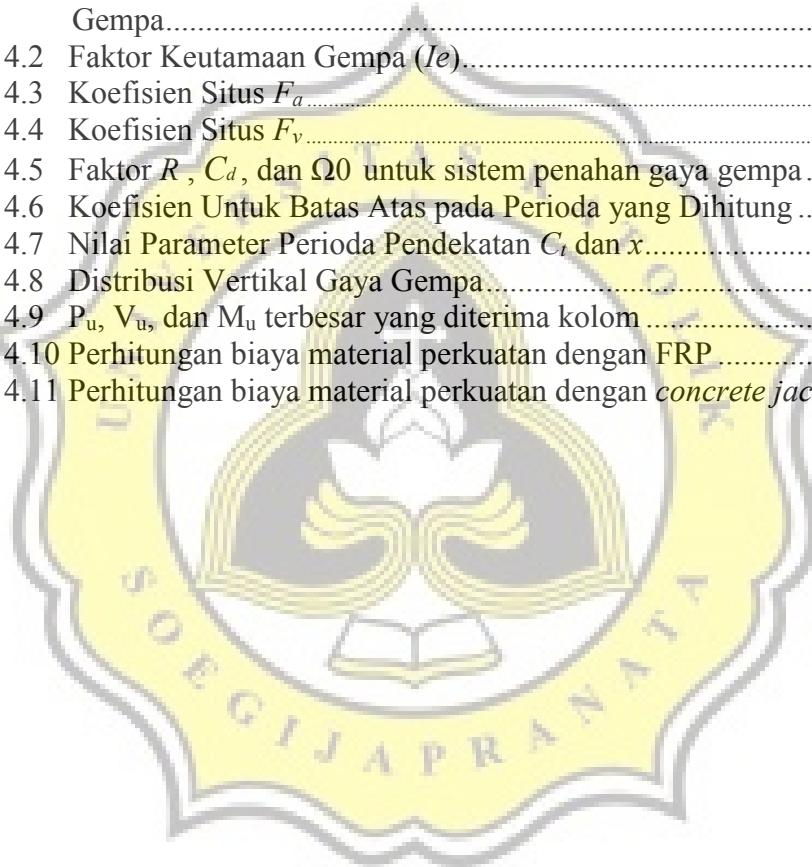 Gempa
4.2 Faktor Keutamaan Gempa (Ie)
4.3 Koefisien Situs Fa
4.4 Koefisien Situs Fv
4.5 Faktor R , Cd , dan Ω0 untuk sistem penahan gaya gempa
4.6 Koefisien Untuk Batas Atas pada Perioda yang Dihitung
4.7 Nilai Parameter Perioda Pendekatan Ct dan x
4.8 Distribusi Vertikal Gaya Gempa
4.9 Pu, Vu, dan Mu terbesar yang diterima kolom
4.10 Perhitungan biaya material perkuatan dengan FRP
4.11 Perhitungan biaya material perkuatan dengan concrete jac
UNIVERSITAS KATOLIK
SOEGIJAPRANATA